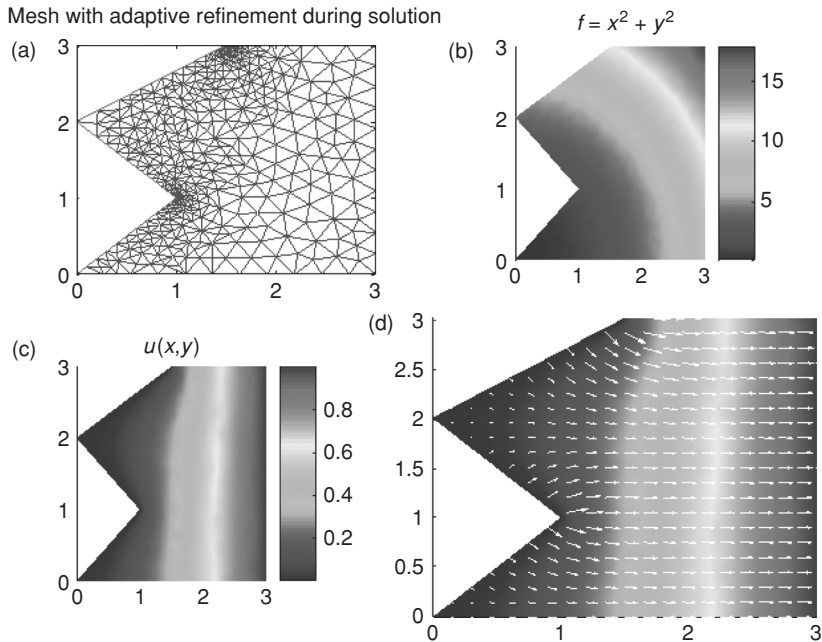 Mesh with adaptive refinement during solution
(a)
3
2
1
0
0 1 2 3
(b)
f = x² + y²
3
2
1
0
0 1 2 3
15
10
5
(c)
u(x,y)
3
2
1
0
0 1 2 3
0.8
0.6
0.4
0.2
(d)
3
2.5
2
1.5
1
0.5
0
0 1 2 3